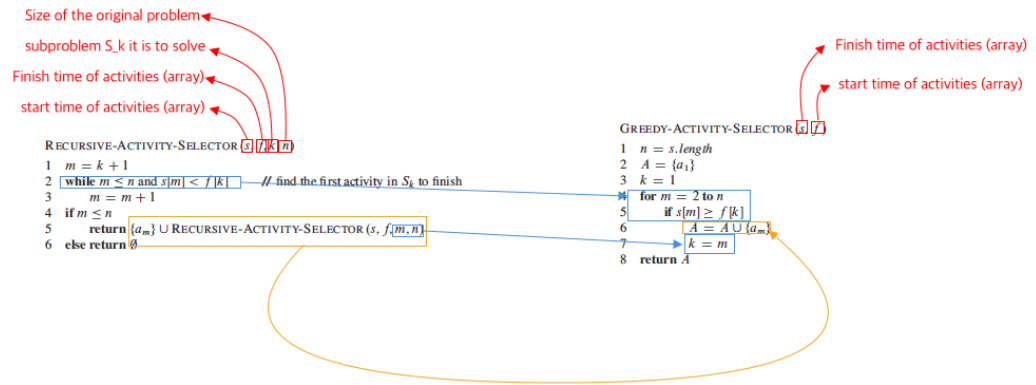 Size of the original problem
subproblem S_k it is to solve
Finish time of activities (array)
start time of activities (array)
RECURSIVE-ACTIVITY-SELECTOR(s, f, k, n)
1 m = k + 1
2 while m ≤ n and s[m] < f[k] // find the first activity in Sₖ to finish
3 m = m + 1
4 if m ≤ n
5 return {aₘ} ∪ RECURSIVE-ACTIVITY-SELECTOR(s, f, m, n)
6 else return ∅
Finish time of activities (array)
start time of activities (array)
GREEDY-ACTIVITY-SELECTOR(s, f)
1 n = s.length
2 A = {a₁}
3 k = 1
4 for m = 2 to n
5 if s[m] ≥ f[k]
6 A = A ∪ {aₘ}
7 k = m
8 return A